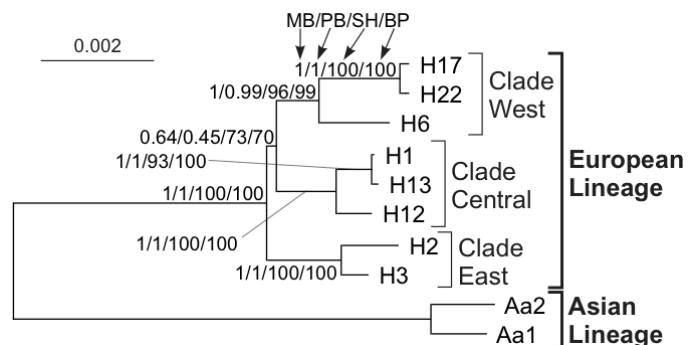 MB/PB/SH/BP
0.002
1/1/100/100
H17
Clade
West
1/0.99/96/99
H22
H6
0.64/0.45/73/70
1/1/93/100
H1
Clade
Central
European
Lineage
H13
1/1/100/100
H12
1/1/100/100
H2
Clade
East
1/1/100/100
H3
Aa2
Asian
Lineage
Aa1